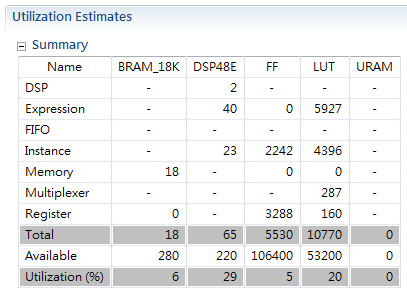 Utilization Estimates
Summary
Name BRAM_18K DSP48E FF LUT URAM
DSP - 2 - - -
Expression - 40 0 5927 -
FIFO - - - - -
Instance - 23 2242 4396 -
Memory 18 - 0 0 -
Multiplexer - - - 287 -
Register 0 - 3288 160 -
Total 18 65 5530 10770 0
Available 280 220 106400 53200 0
Utilization (%) 6 29 5 20 0